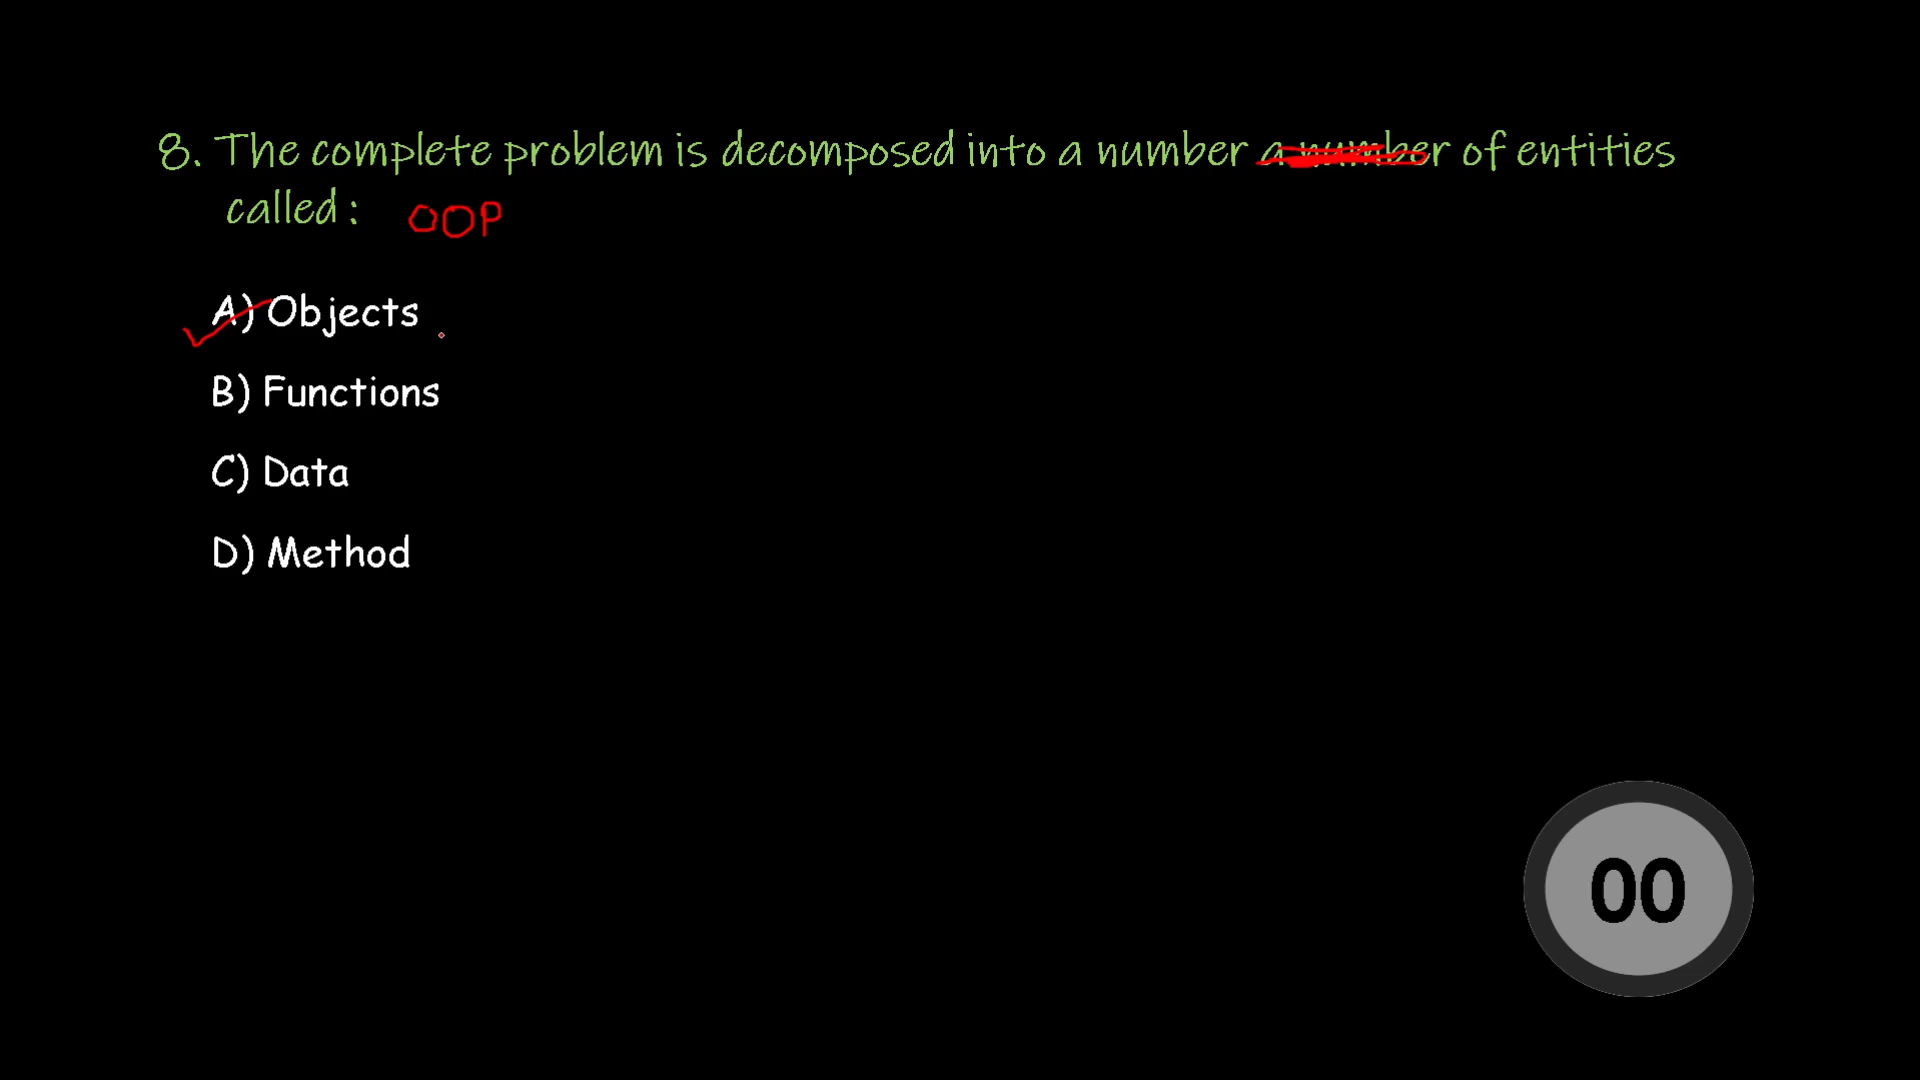 8. The complete problem is decomposed into a number a number of entities
called : OOP
A) Objects
B) Functions
C) Data
D) Method
00